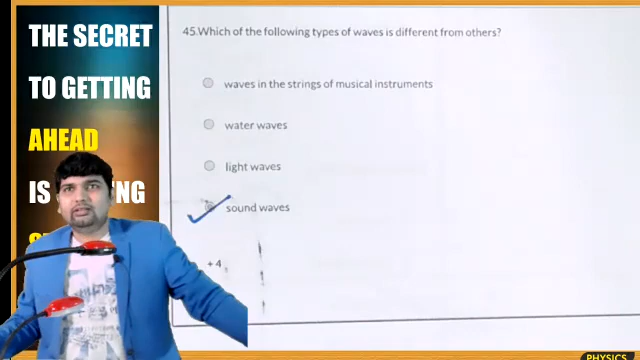 THE SECRET
TO GETTING
AHEAD
IS
NG
45.Which of the following types of waves is different from others?
waves in the strings of musical instruments
water waves
light waves
sound waves
+ 4
PHYSICS